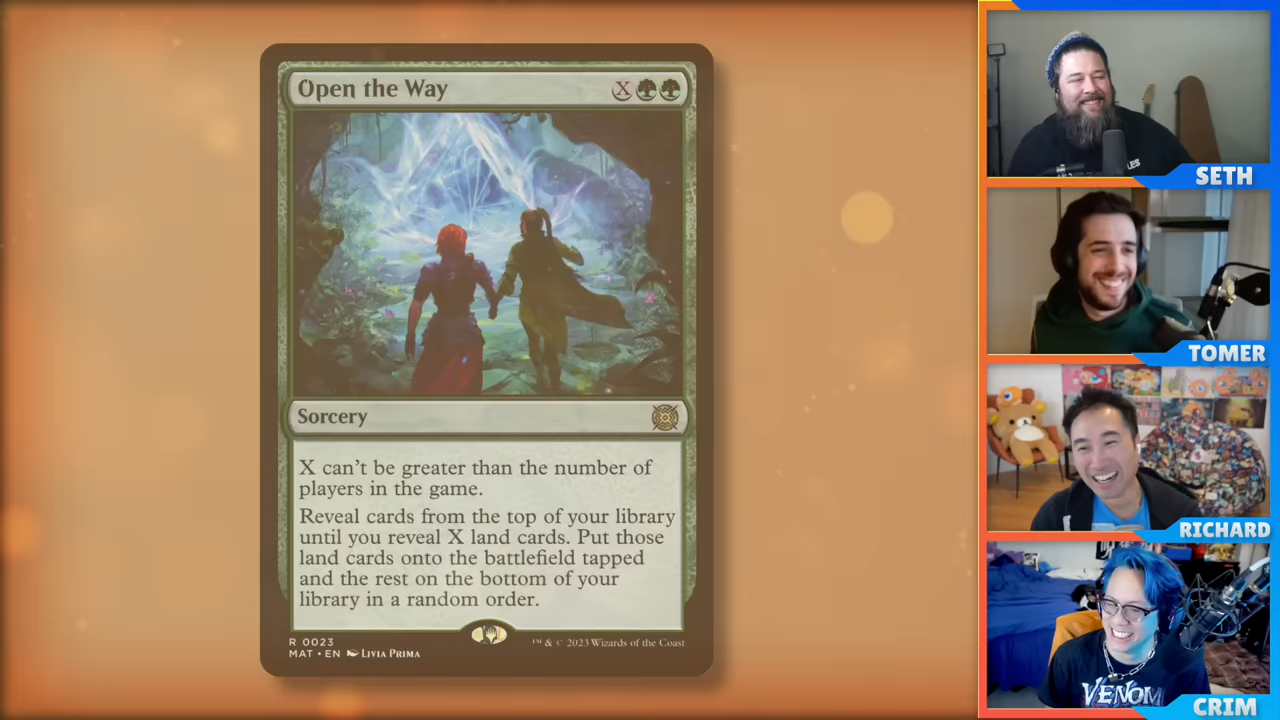 Open the Way
X
Sorcery
X can't be greater than the number of
players in the game.
Reveal cards from the top of your library
until you reveal X land cards. Put those
land cards onto the battlefield tapped
and the rest on the bottom of your
library in a random order.
R 0023
MAT • EN LIVIA PRIMA
™ & © 2023 Wizards of the Coast
SETH
TOMER
RICHARD
VENOM
CRIM